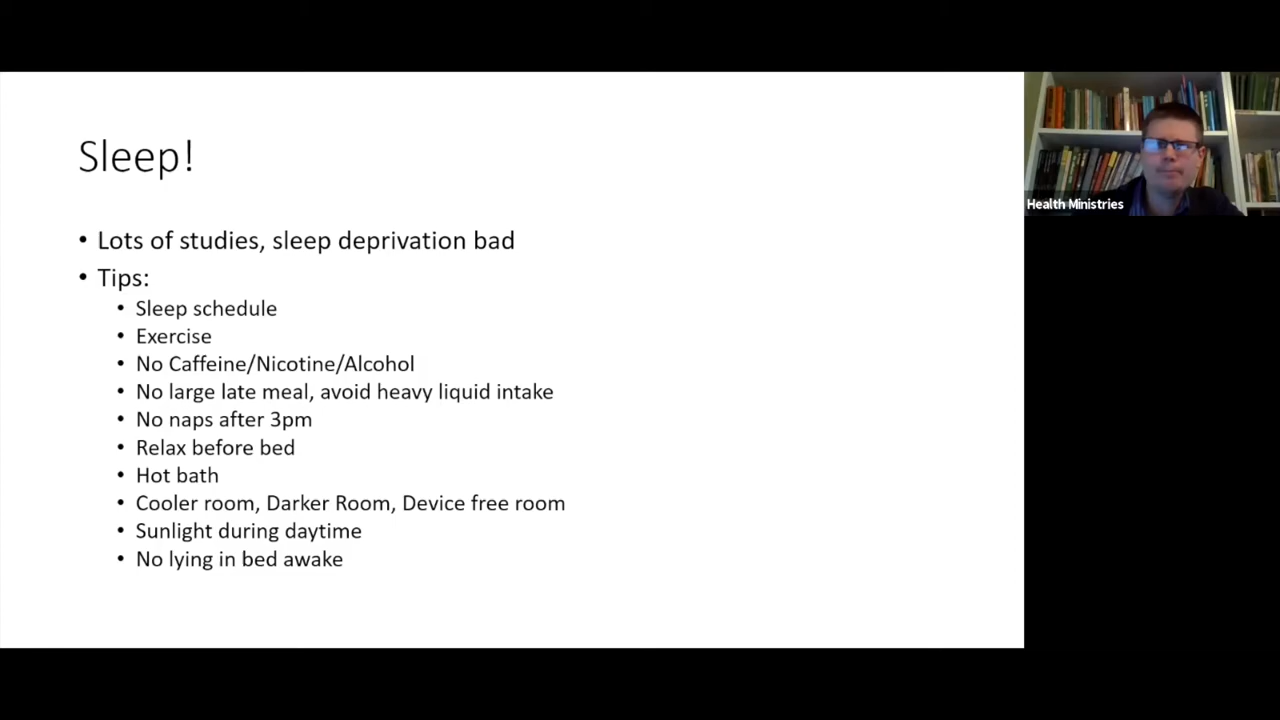 Sleep!
• Lots of studies, sleep deprivation bad
• Tips:
• Sleep schedule
• Exercise
• No Caffeine/Nicotine/Alcohol
• No large late meal, avoid heavy liquid intake
• No naps after 3pm
• Relax before bed
• Hot bath
• Cooler room, Darker Room, Device free room
• Sunlight during daytime
• No lying in bed awake
Health Ministries